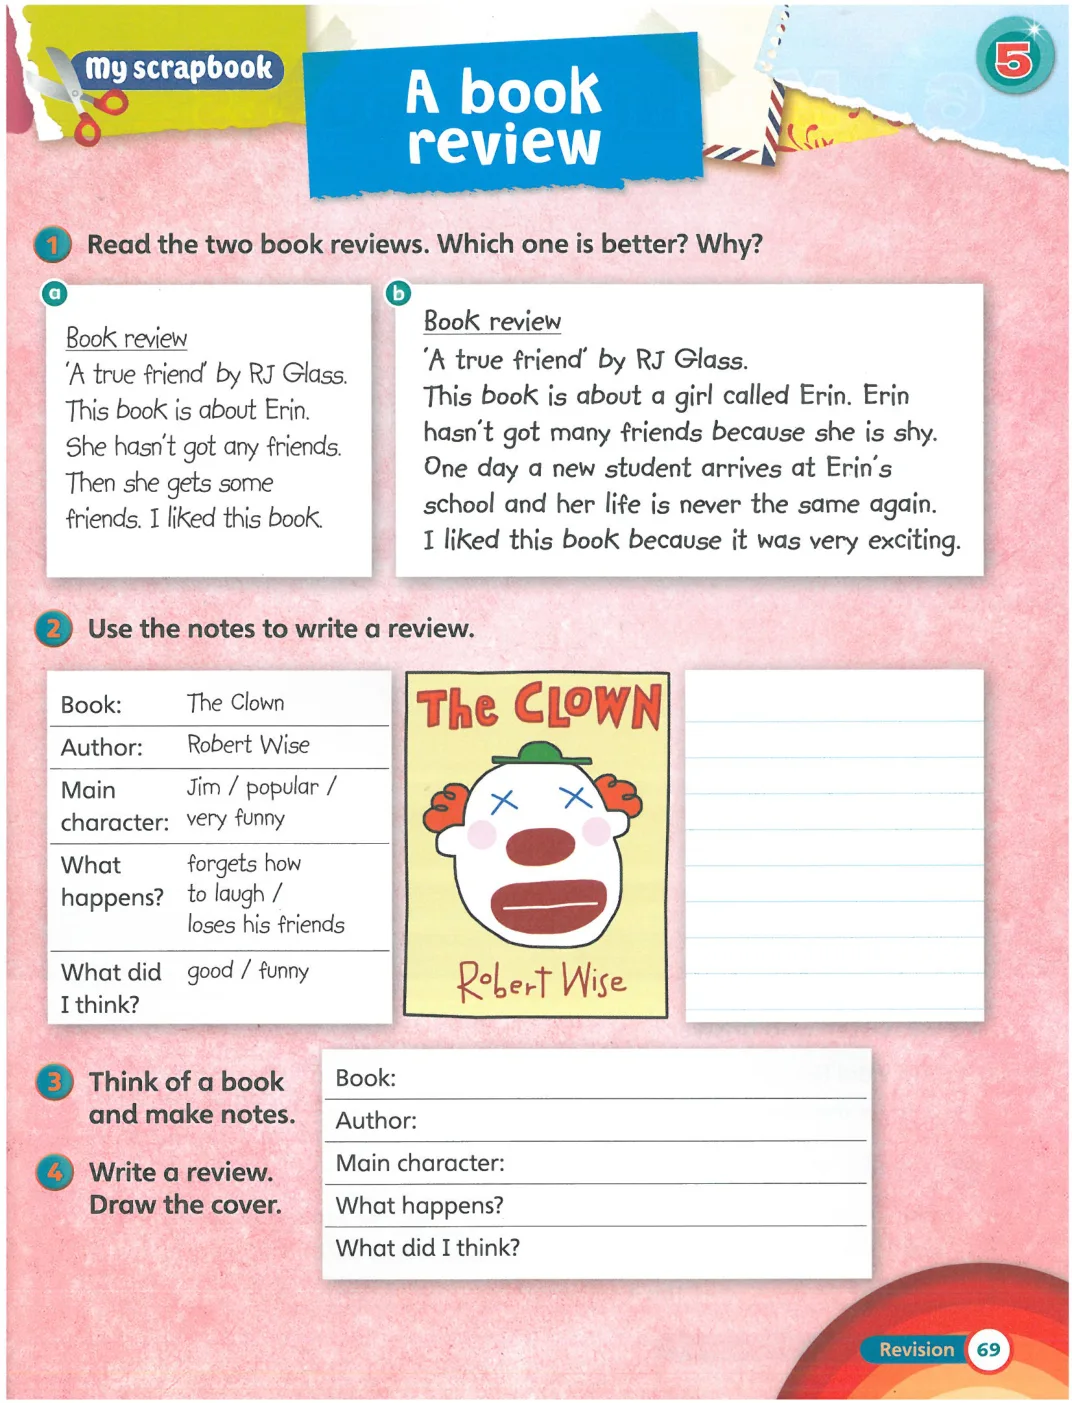 My scrapbook
A book
review
5
1 Read the two book reviews. Which one is better? Why?
a
Book review
'A true friend' by RJ Glass.
This book is about Erin.
She hasn't got any friends.
Then she gets some
friends. I liked this book.
b
Book review
'A true friend' by RJ Glass.
This book is about a girl called Erin. Erin
hasn't got many friends because she is shy.
One day a new student arrives at Erin's
school and her life is never the same again.
I liked this book because it was very exciting.
2 Use the notes to write a review.
Book: The Clown
Author: Robert Wise
Main Jim / popular /
character: very funny
What forgets how
happens? to laugh /
loses his friends
What did good / funny
I think?
The CLOWN
Robert Wise
3 Think of a book
and make notes.
4 Write a review.
Draw the cover.
Book:
Author:
Main character:
What happens?
What did I think?
Revision 69